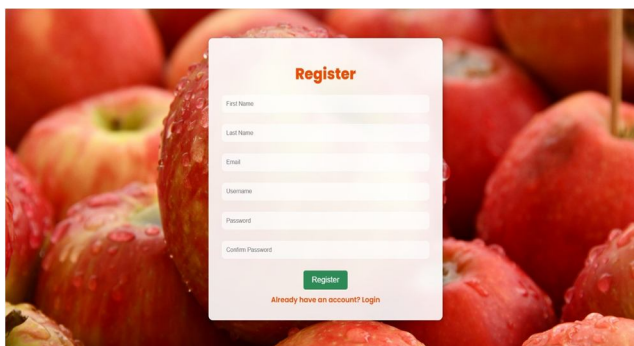 Register
First Name
Last Name
Email
Username
Password
Confirm Password
Register
Already have an account? Login